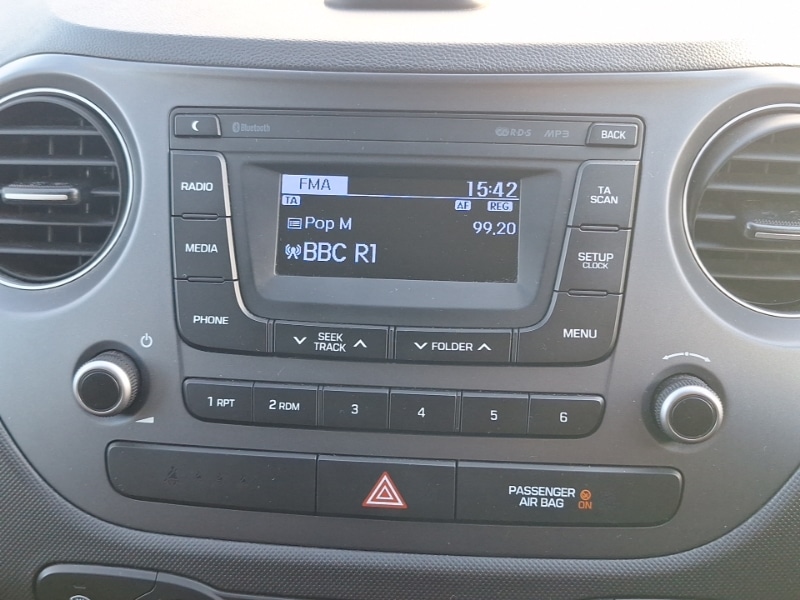 Bluetooth R·D·S MP3 BACK
RADIO
MEDIA
PHONE
FMA 15:42
TA AF REG
Pop M 99.20
BBC R1
TA
SCAN
SETUP
CLOCK
MENU
SEEK
TRACK
FOLDER
1 RPT 2 RDM 3 4 5 6
PASSENGER
AIR BAG ON